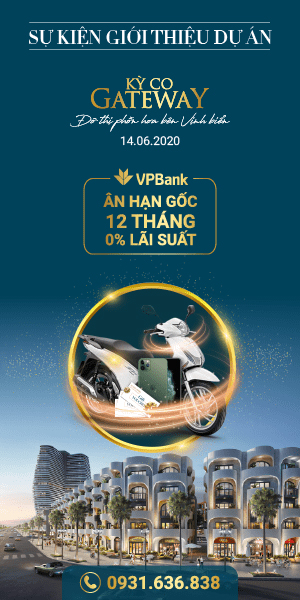 SỰ KIỆN GIỚI THIỆU DỰ ÁN
KỲ CO
GATEWAY
Đô thị phồn hoa bên Vịnh biển
14.06.2020
VPBank
ÂN HẠN GỐC
12 THÁNG
0% LÃI SUẤT
0931.636.838